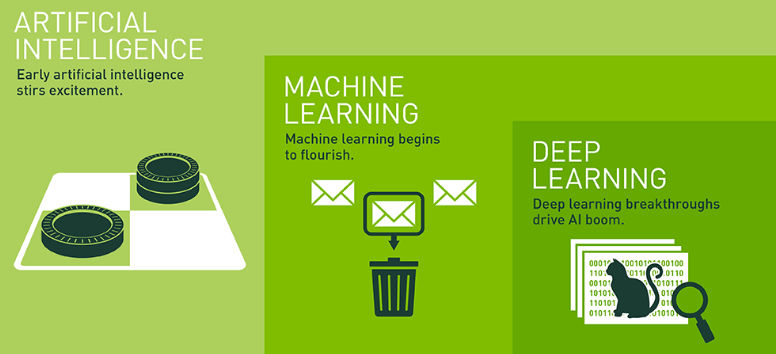 ARTIFICIAL
INTELLIGENCE
Early artificial intelligence
stirs excitement.
MACHINE
LEARNING
Machine learning begins
to flourish.
DEEP
LEARNING
Deep learning breakthroughs
drive AI boom.